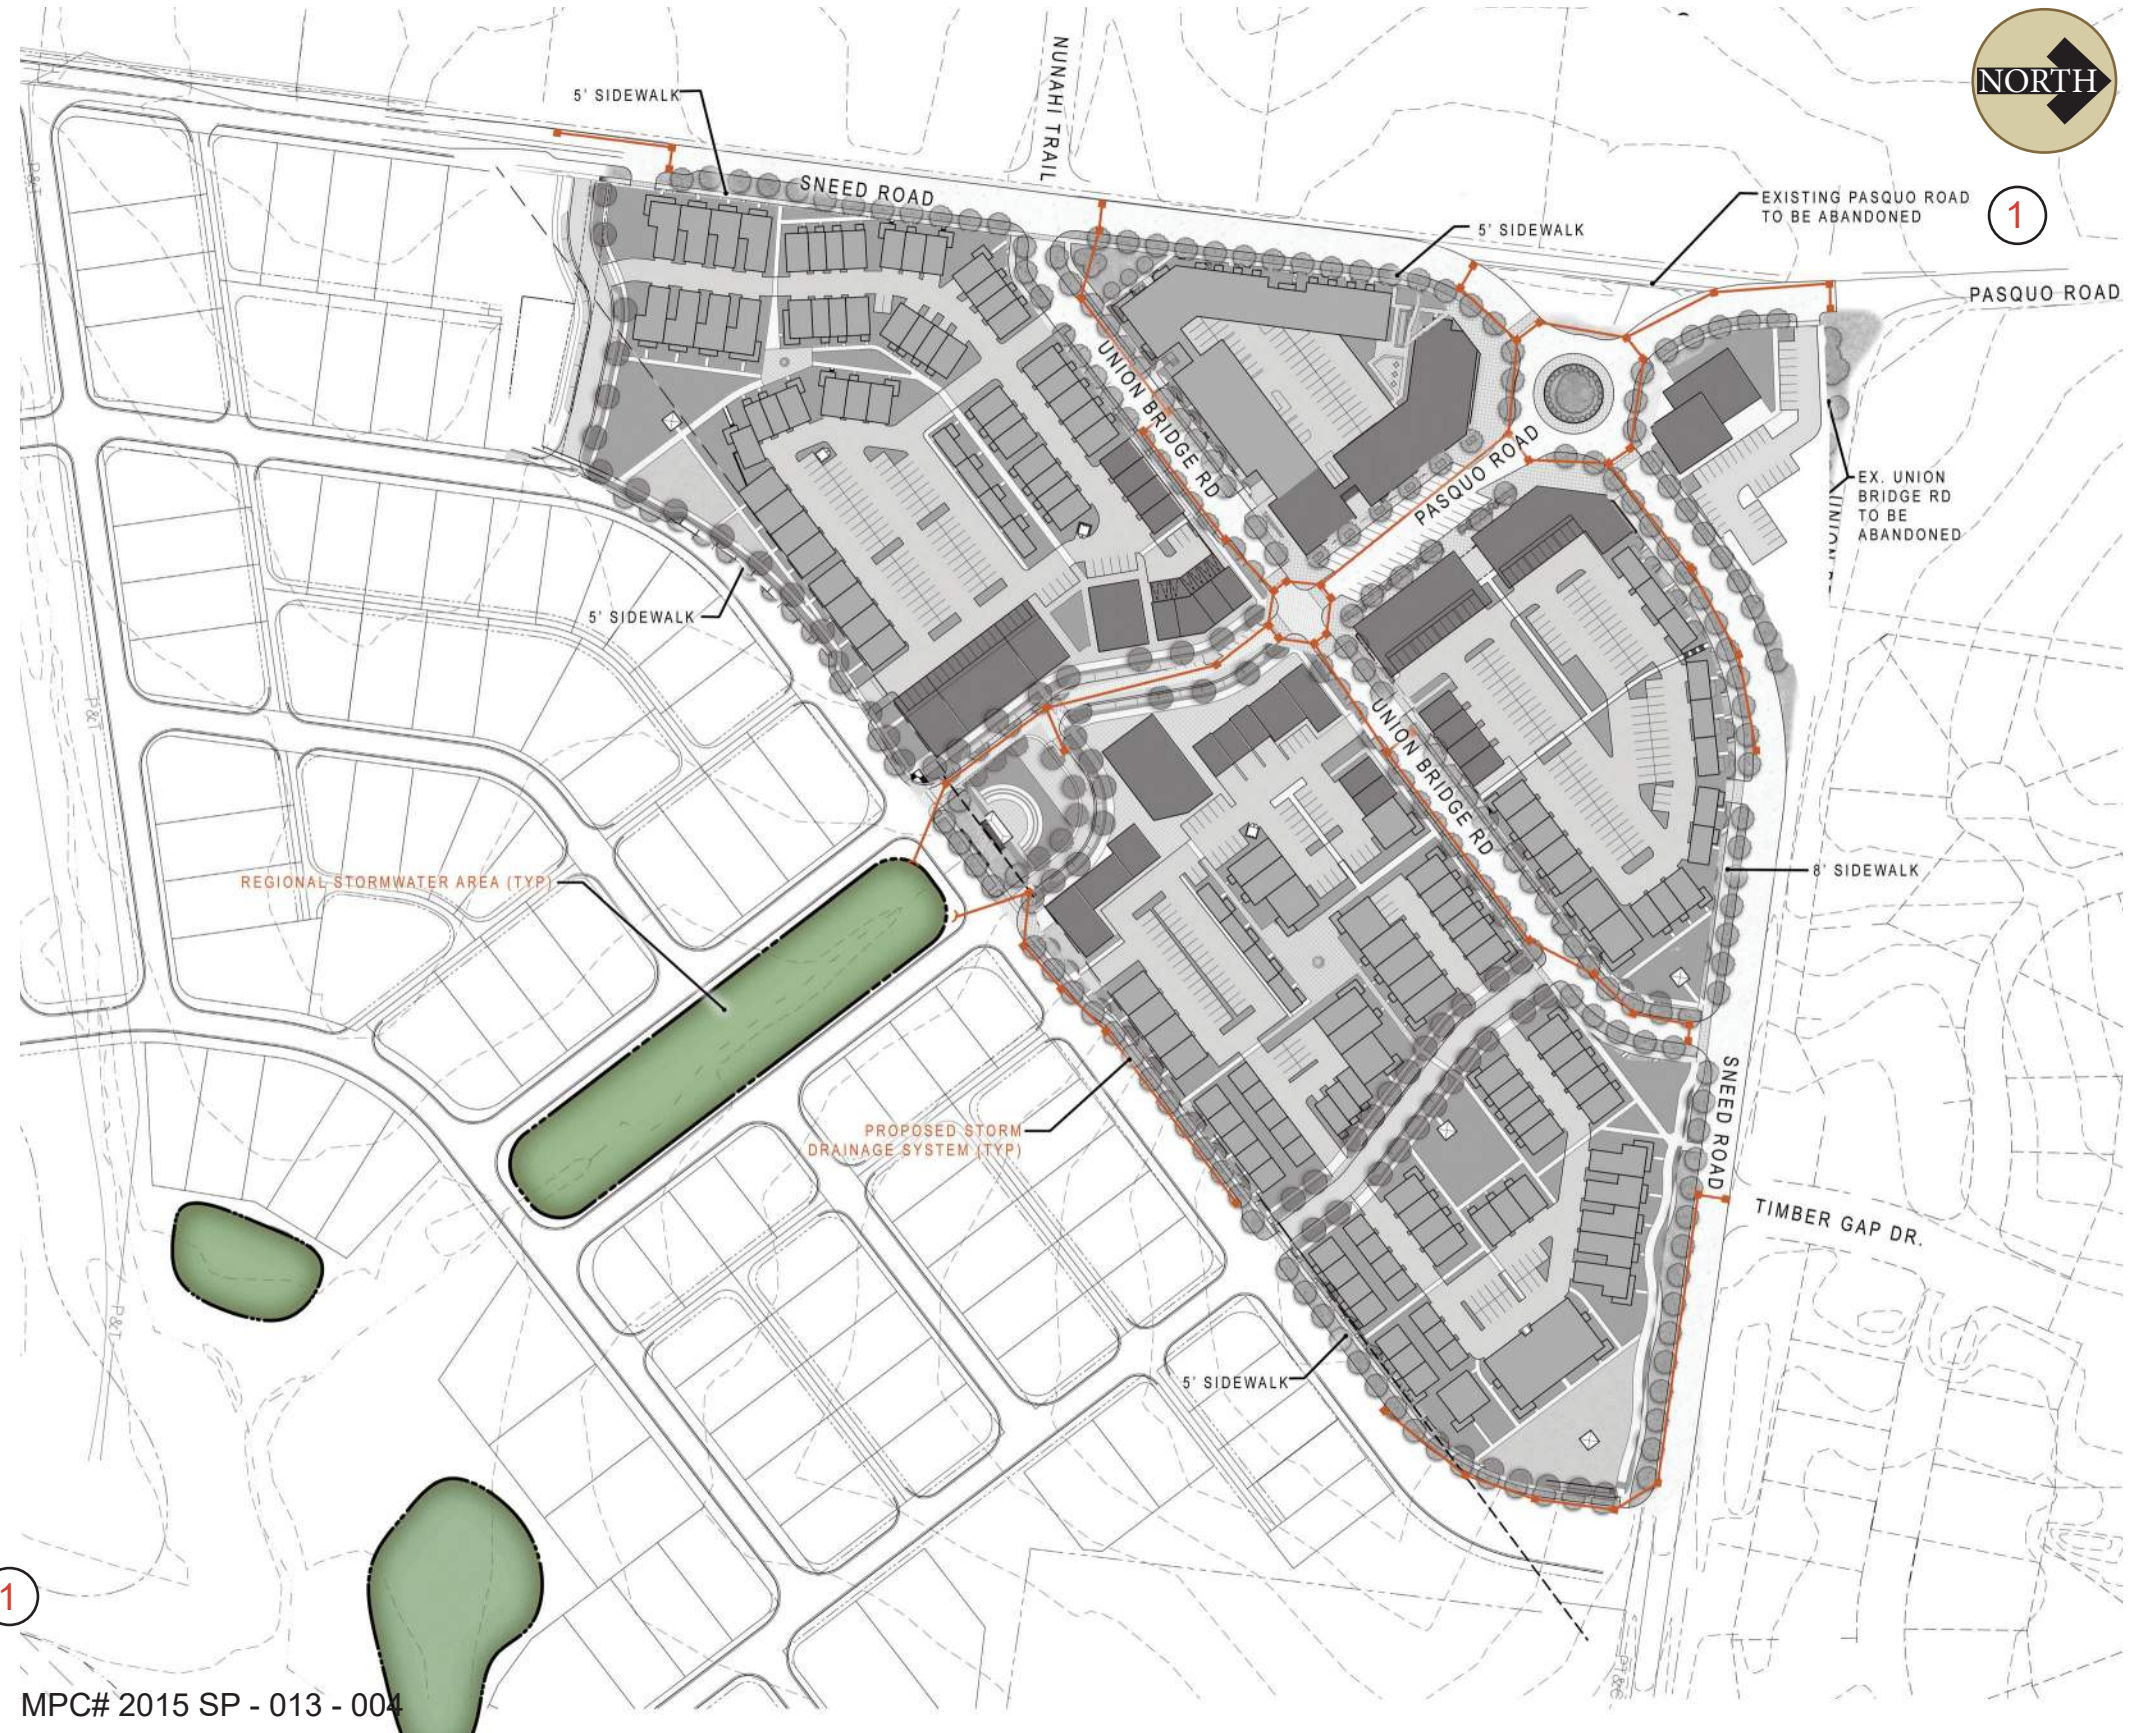 NORTH
5' SIDEWALK
NUNAHI TRAIL
SNEED ROAD
EXISTING PASQUO ROAD
TO BE ABANDONED
1
5' SIDEWALK
PASQUO ROAD
UNION BRIDGE RD
PASQUO ROAD
EX. UNION
BRIDGE RD
TO BE
ABANDONED
5' SIDEWALK
UNION BRIDGE RD
REGIONAL STORMWATER AREA (TYP)
8' SIDEWALK
SNEED ROAD
PROPOSED STORM
DRAINAGE SYSTEM (TYP)
TIMBER GAP DR.
5' SIDEWALK
1
MPC# 2015 SP - 013 - 004